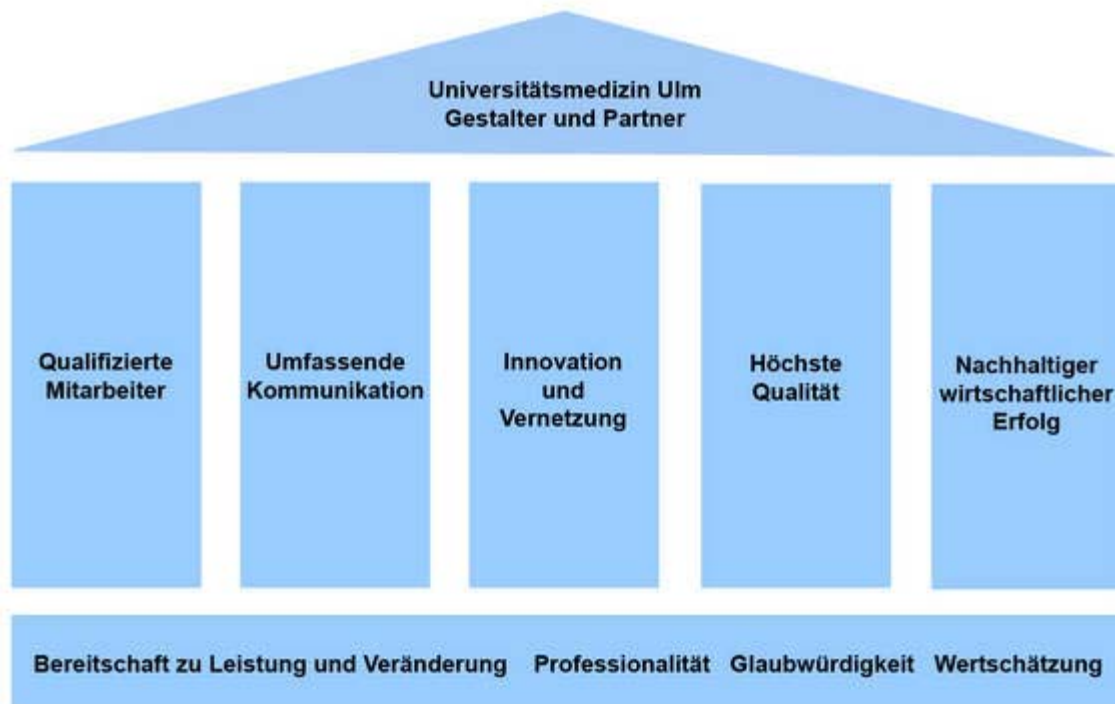 Universitätsmedizin Ulm
Gestalter und Partner
Qualifizierte
Mitarbeiter
Umfassende
Kommunikation
Innovation
und
Vernetzung
Höchste
Qualität
Nachhaltiger
wirtschaftlicher
Erfolg
Bereitschaft zu Leistung und Veränderung Professionalität Glaubwürdigkeit Wertschätzung